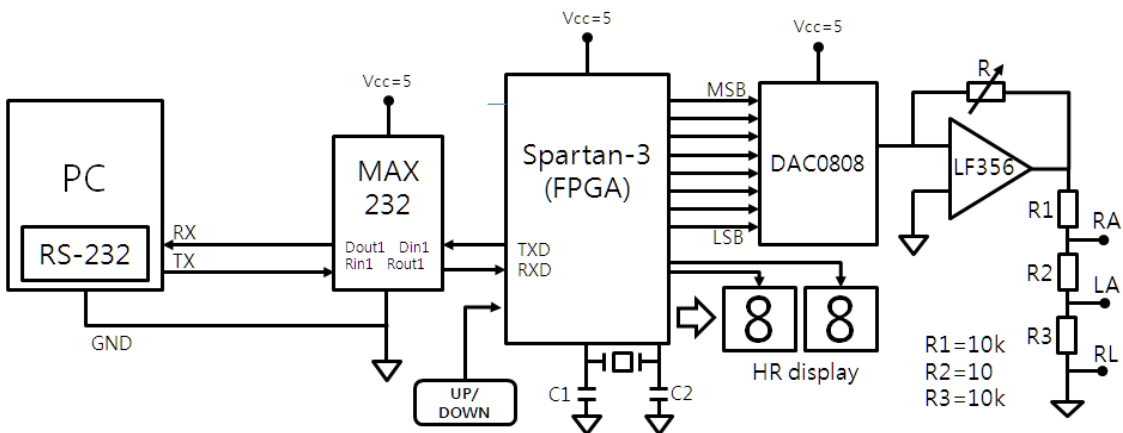 Vcc=5
Vcc=5
Vcc=5
R
PC
RS-232
RX
TX
GND
MAX
232
Dout1 Din1
Rin1 Rout1
Spartan-3
(FPGA)
TXD
RXD
UP/
DOWN
C1
C2
MSB
LSB
DAC0808
LF356
8 8
HR display
R1
RA
R2
LA
R3
RL
R1=10k
R2=10
R3=10k